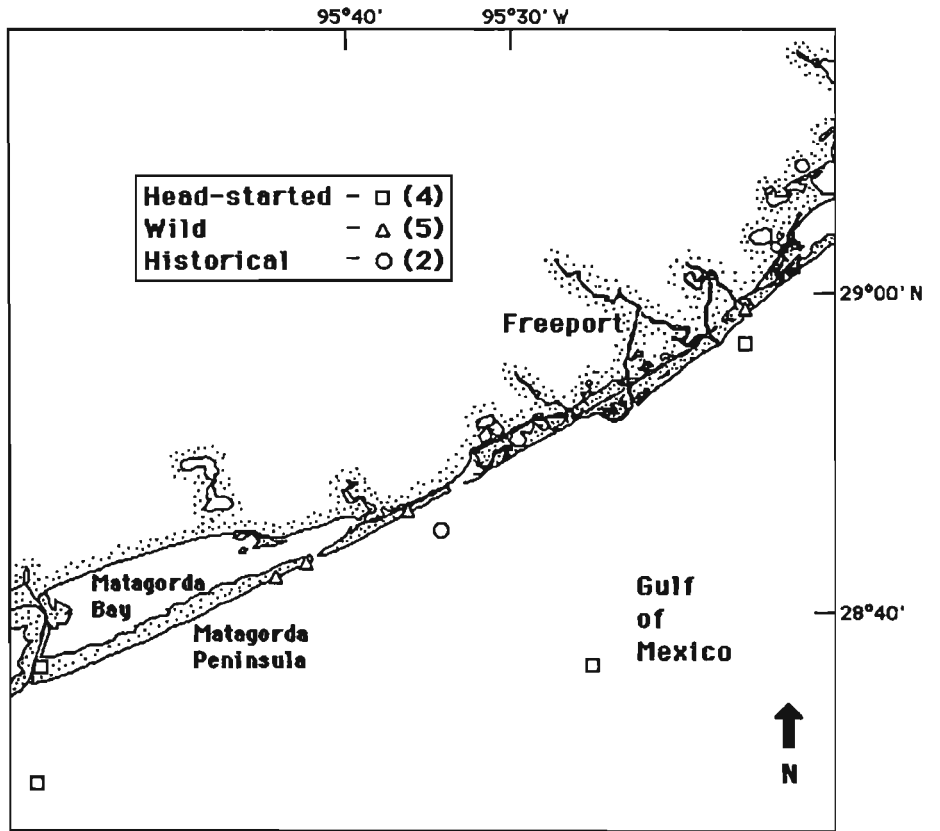 95°40' 95°30' W
Head-started - □ (4)
Wild - △ (5)
Historical - ○ (2)
29°00' N
Freeport
Matagorda
Bay
Gulf
of
Mexico
28°40'
Matagorda
Peninsula
N